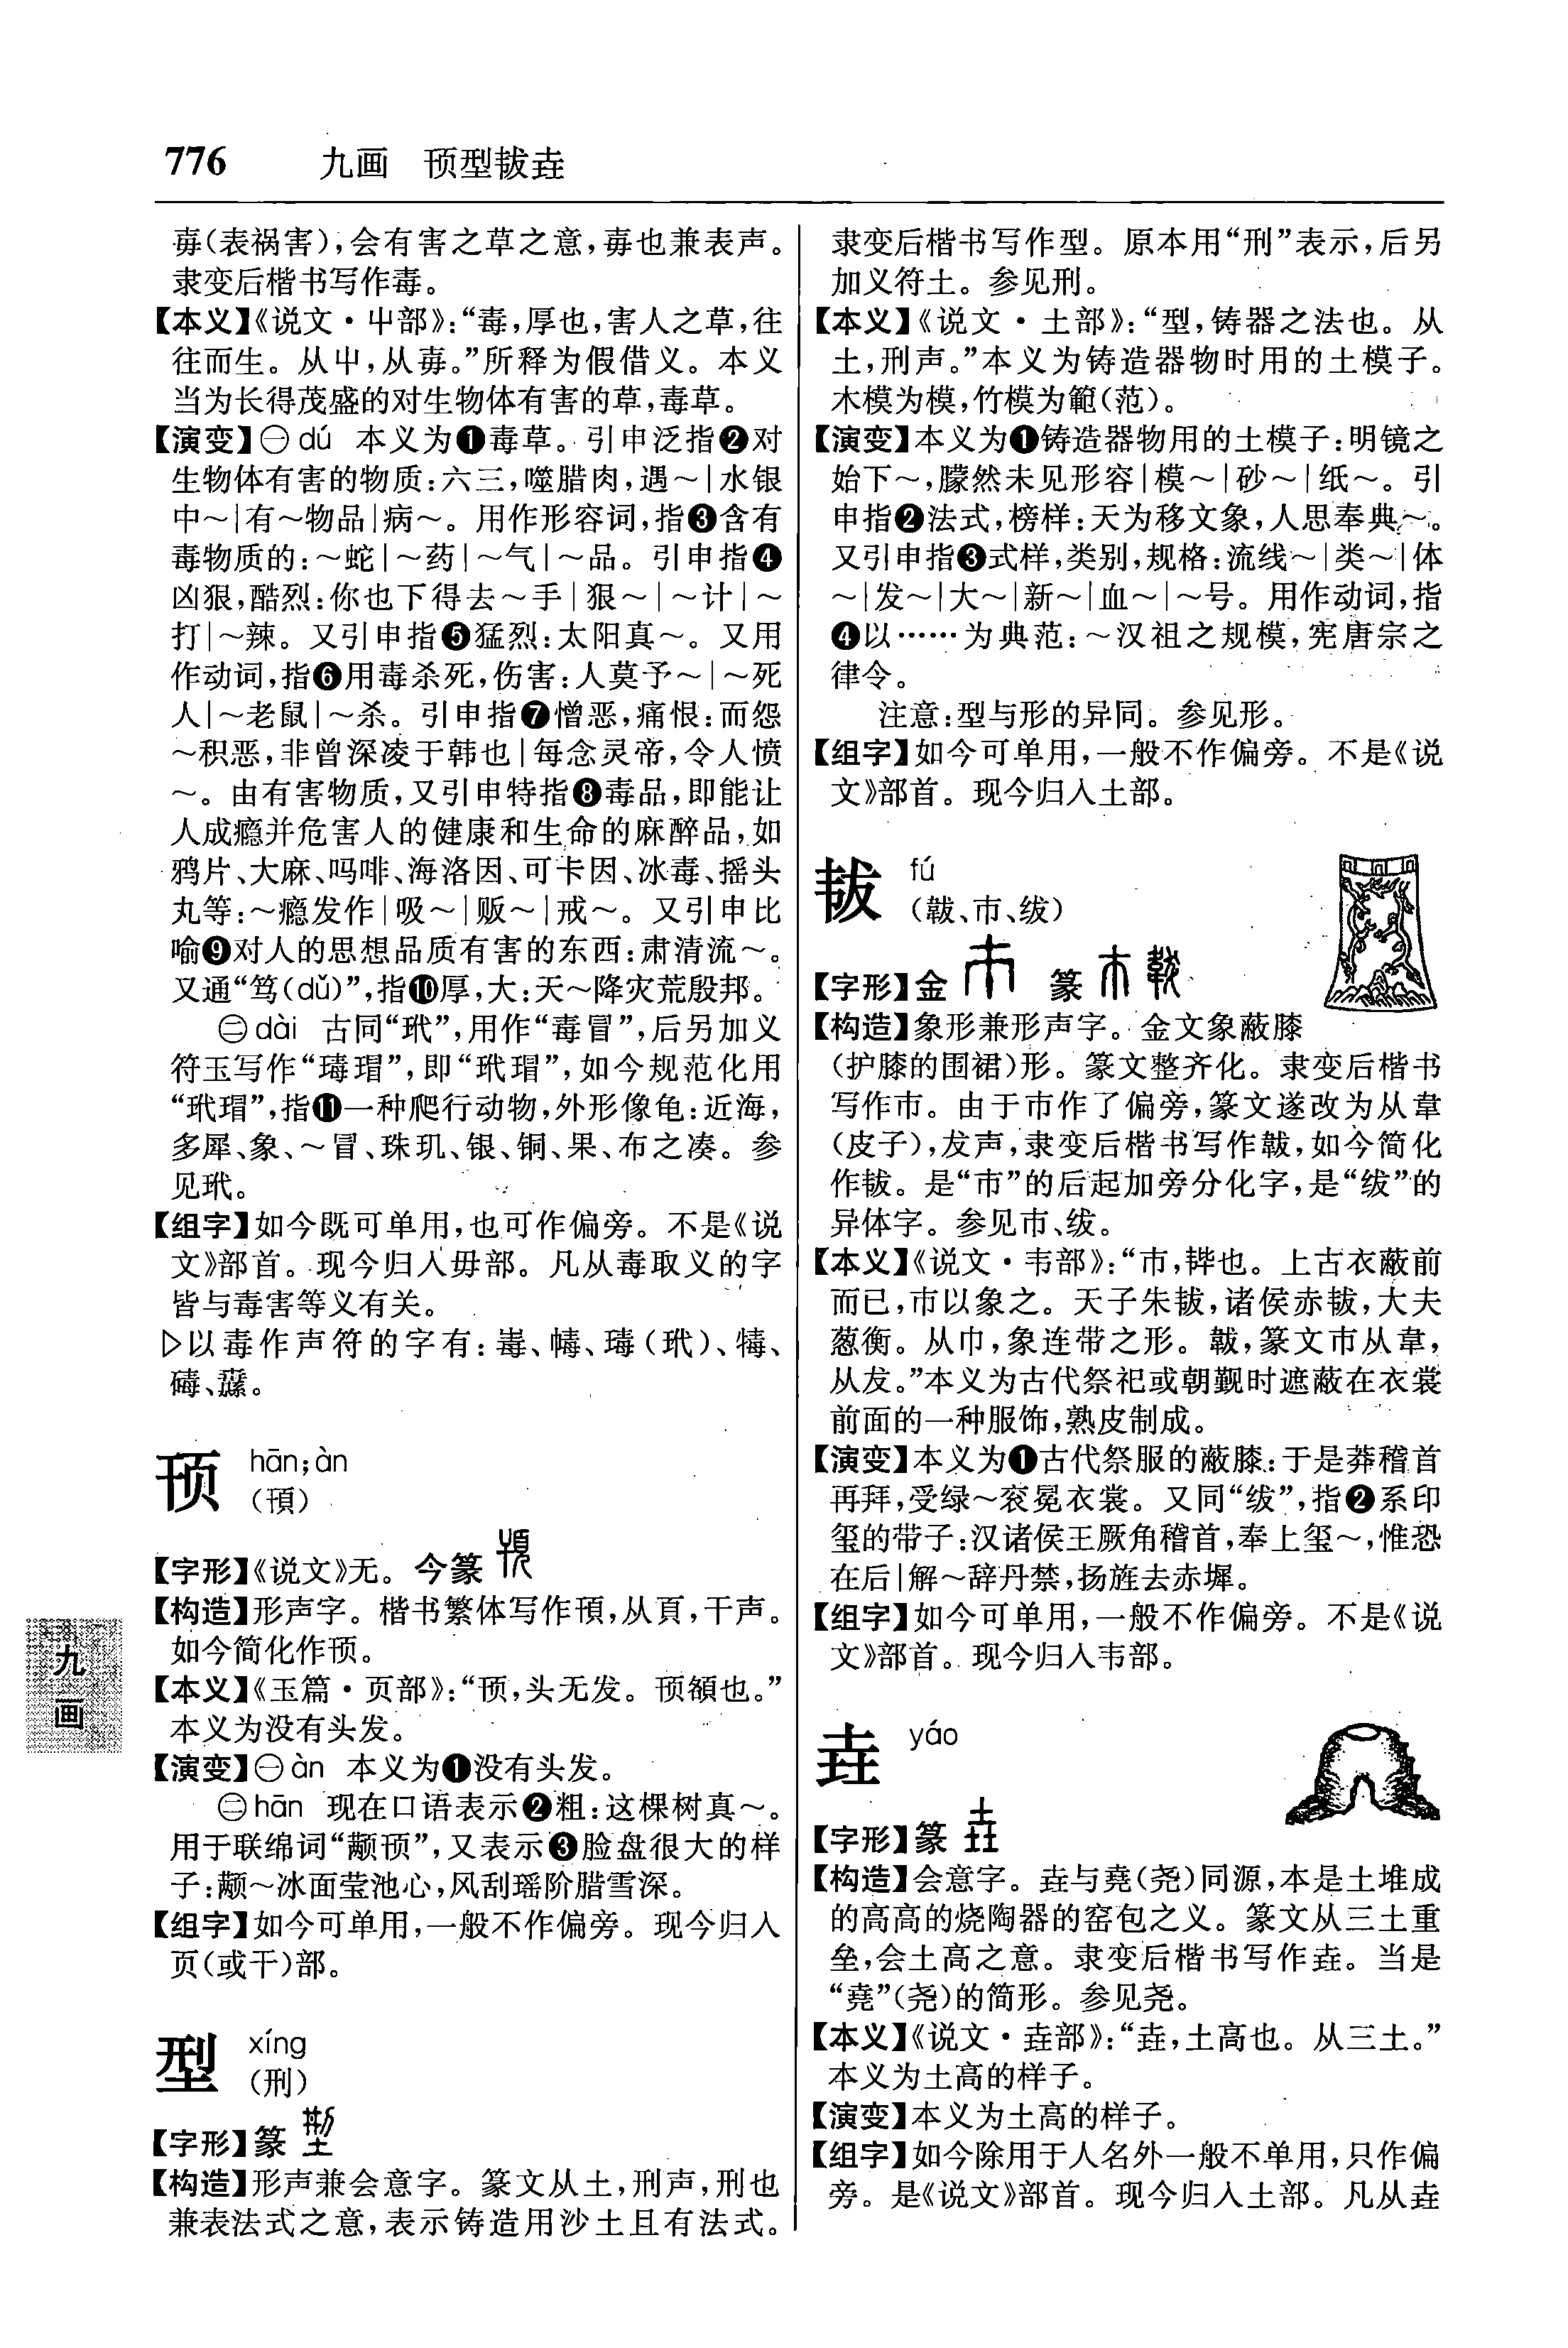 776 九画 顸型韨垚
毐(表祸害),会有害之草之意,毐也兼表声。
隶变后楷书写作毒。
【本义】《说文·屮部》:“毒,厚也,害人之草,往
往而生。从屮,从毐。”所释为假借义。本义
当为长得茂盛的对生物体有害的草,毒草。
【演变】㊀dú 本义为❶毒草。引申泛指❷对
生物体有害的物质:六三,噬腊肉,遇~|水银
中~|有~物品|病~。用作形容词,指❸含有
毒物质的:~蛇|~药|~气|~品。引申指❹
凶狠,酷烈:你也下得去~手|狠~|~计|~
打|~辣。又引申指❺猛烈:太阳真~。又用
作动词,指❻用毒杀死,伤害:人莫予~|~死
人|~老鼠|~杀。引申指❼憎恶,痛恨:而怨
~积恶,非曾深凌于韩也|每念灵帝,令人愤
~。由有害物质,又引申特指❽毒品,即能让
人成瘾并危害人的健康和生命的麻醉品,如
鸦片、大麻、吗啡、海洛因、可卡因、冰毒、摇头
丸等:~瘾发作|吸~|贩~|戒~。又引申比
喻❾对人的思想品质有害的东西:肃清流~。
又通“笃(dǔ)”,指❿厚,大:天~降灾荒殷邦。
㊁dài 古同“玳”,用作“毒冒”,后另加义
符玉写作“瑇瑁”,即“玳瑁”,如今规范化用
“玳瑁”,指⓫一种爬行动物,外形像龟:近海,
多犀、象、~冒、珠玑、银、铜、果、布之凑。参
见玳。
【组字】如今既可单用,也可作偏旁。不是《说
文》部首。现今归入毋部。凡从毒取义的字
皆与毒害等义有关。
▷以毒作声符的字有:䓯、㡯、瑇(玳)、犊、
碡、纛。
顸 hān;àn
(頇)
【字形】《说文》无。今篆
【构造】形声字。楷书繁体写作頇,从頁,干声。
如今简化作顸。
【本义】《玉篇·页部》:“顸,头无发。顸頟也。”
本义为没有头发。
【演变】㊀àn 本义为❶没有头发。
㊁hān 现在口语表示❷粗:这棵树真~。
用于联绵词“颟顸”,又表示❸脸盘很大的样
子:颟~冰面莹池心,风刮瑶阶腊雪深。
【组字】如今可单用,一般不作偏旁。现今归入
页(或干)部。
型 xíng
(刑)
【字形】篆
【构造】形声兼会意字。篆文从土,刑声,刑也
兼表法式之意,表示铸造用沙土且有法式。
隶变后楷书写作型。原本用“刑”表示,后另
加义符土。参见刑。
【本义】《说文·土部》:“型,铸器之法也。从
土,刑声。”本义为铸造器物时用的土模子。
木模为模,竹模为範(范)。
【演变】本义为❶铸造器物用的土模子:明镜之
始下~,朦然未见形容|模~|砂~|纸~。引
申指❷法式,榜样:天为移文象,人思奉典~。
又引申指❸式样,类别,规格:流线~|类~|体
~|发~|大~|新~|血~|~号。用作动词,指
❹以……为典范:~汉祖之规模,宪唐宗之
律令。
注意:型与形的异同。参见形。
【组字】如今可单用,一般不作偏旁。不是《说
文》部首。现今归入土部。
韨 fú
(韍、巿、绂)
【字形】金 篆
【构造】象形兼形声字。金文象蔽膝
(护膝的围裙)形。篆文整齐化。隶变后楷书
写作巿。由于巿作了偏旁,篆文遂改为从韋
(皮子),犮声,隶变后楷书写作韍,如今简化
作韨。是“巿”的后起加旁分化字,是“绂”的
异体字。参见巿、绂。
【本义】《说文·韦部》:“巿,韠也。上古衣蔽前
而已,巿以象之。天子朱韨,诸侯赤韨,大夫
葱衡。从巾,象连带之形。韍,篆文巿从韋,
从犮。”本义为古代祭祀或朝觐时遮蔽在衣裳
前面的一种服饰,熟皮制成。
【演变】本义为❶古代祭服的蔽膝:于是莽稽首
再拜,受绿~衮冕衣裳。又同“绂”,指❷系印
玺的带子:汉诸侯王厥角稽首,奉上玺~,惟恐
在后|解~辞丹禁,扬旌去赤墀。
【组字】如今可单用,一般不作偏旁。不是《说
文》部首。现今归入韦部。
垚 yáo
【字形】篆
【构造】会意字。垚与堯(尧)同源,本是土堆成
的高高的烧陶器的窑包之义。篆文从三土重
垒,会土高之意。隶变后楷书写作垚。当是
“堯”(尧)的简形。参见尧。
【本义】《说文·垚部》:“垚,土高也。从三土。”
本义为土高的样子。
【演变】本义为土高的样子。
【组字】如今除用于人名外一般不单用,只作偏
旁。是《说文》部首。现今归入土部。凡从垚
九画